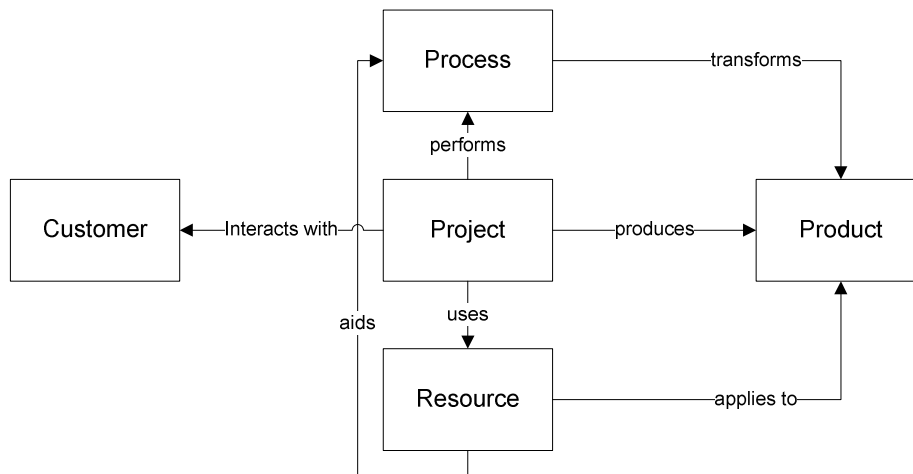 Process
transforms
performs
Customer
Interacts with
Project
produces
Product
uses
aids
Resource
applies to